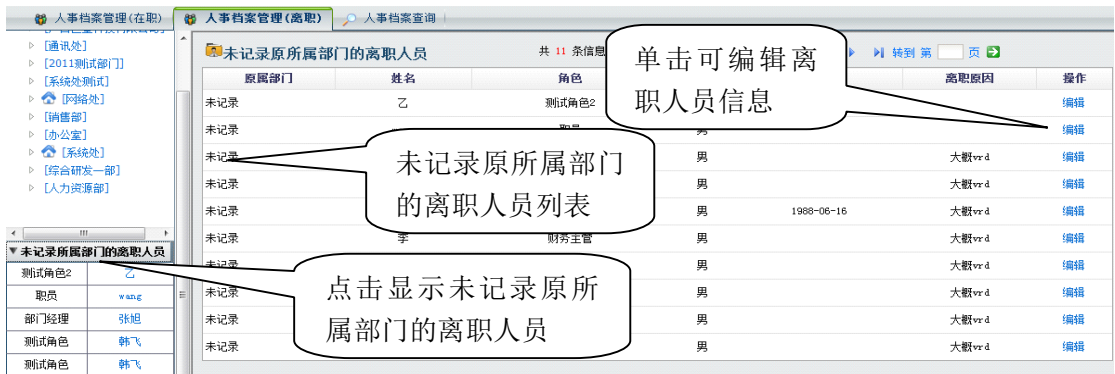 人事档案管理(在职) 人事档案管理(离职) 人事档案查询
[通讯处]
[2011测试部门]
[系统处测试]
[网络处]
[销售部]
[办公室]
[系统处]
[综合研发一部]
[人力资源部]
未记录所属部门的离职人员
测试角色2 乙
职员 wang
部门经理 张旭
测试角色 韩飞
测试角色 韩飞
未记录原所属部门的离职人员 共 11 条信息 转到 第 页
原属部门 姓名 角色 离职原因 操作
未记录 乙 测试角色2 编辑
未记录 职员 男 编辑
未记录 男 大概vrd 编辑
未记录 男 大概vrd 编辑
未记录 男 1988-06-16 大概vrd 编辑
未记录 李 财务主管 男 大概vrd 编辑
未记录 男 大概vrd 编辑
未记录 男 大概vrd 编辑
未记录 男 大概vrd 编辑
未记录 男 大概vrd 编辑
单击可编辑离
职人员信息
未记录原所属部门
的离职人员列表
点击显示未记录原所
属部门的离职人员